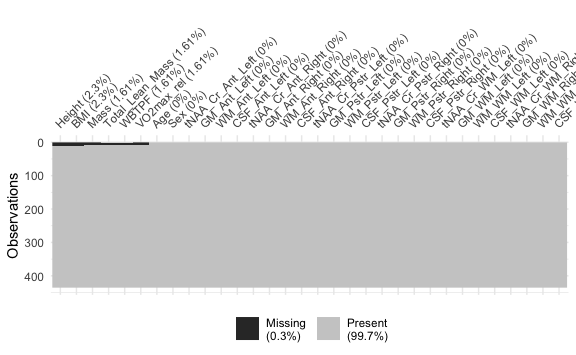 Height (2.3%)
BMI (2.3%)
Mass (1.61%)
Total_Lean_Mass (1.61%)
WBTPF (1.61%)
VO2max_rel (1.61%)
Age (0%)
Sex (0%)
tNAA_Cr_Ant_Left (0%)
GM_Ant_Left (0%)
WM_Ant_Left (0%)
CSF_Ant_Left (0%)
tNAA_Cr_Ant_Right (0%)
GM_Ant_Right (0%)
WM_Ant_Right (0%)
CSF_Ant_Right (0%)
tNAA_Cr_Pstr_Left (0%)
GM_Pstr_Left (0%)
WM_Pstr_Left (0%)
CSF_Pstr_Left (0%)
tNAA_Cr_Pstr_Right (0%)
GM_Pstr_Right (0%)
WM_Pstr_Right (0%)
CSF_Pstr_Right (0%)
tNAA_Cr_WM_Left (0%)
GM_WM_Left (0%)
WM_WM_Left (0%)
CSF_WM_Left (0%)
CSF
0
100
200
300
400
Observations
Missing
(0.3%)
Present
(99.7%)